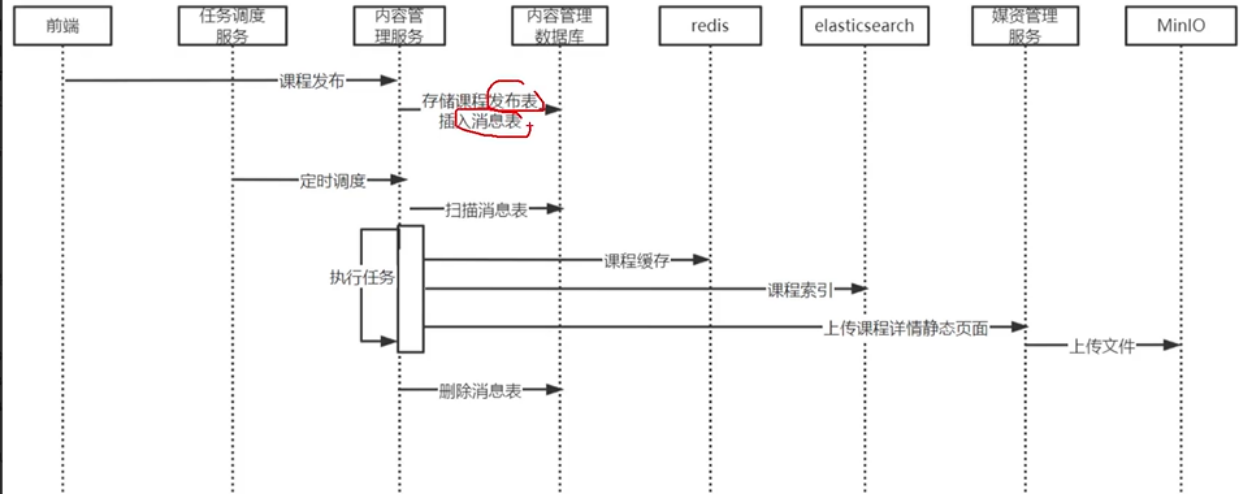 前端
任务调度
服务
内容管
理服务
内容管理
数据库
redis
elasticsearch
媒资管理
服务
MinIO
课程发布
存储课程发布表
插入消息表
定时调度
扫描消息表
执行任务
课程缓存
课程索引
上传课程详情静态页面
上传文件
删除消息表